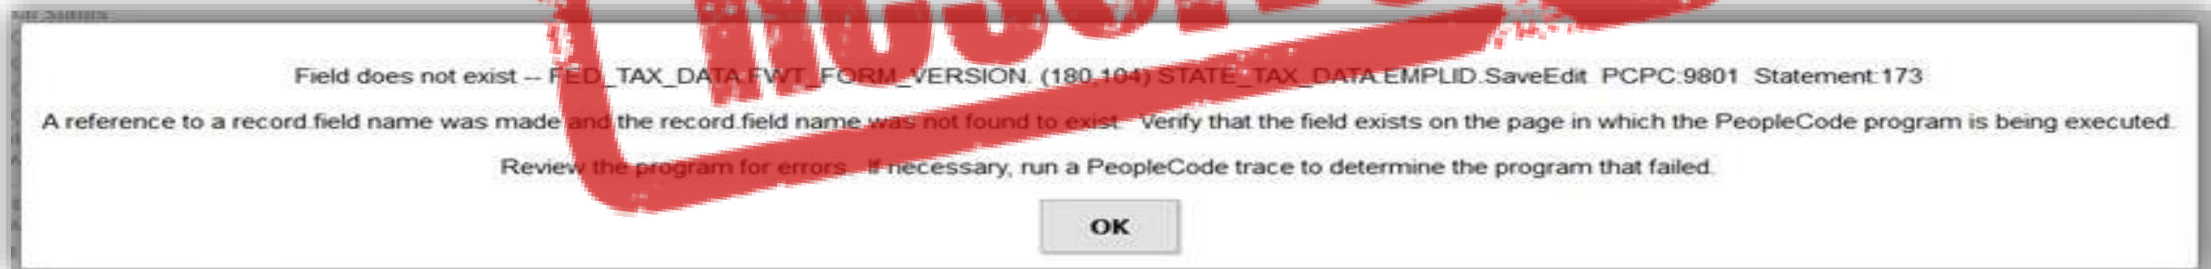 Field does not exist -- FED_TAX_DATA.FWT_FORM_VERSION. (180,104) STATE_TAX_DATA.EMPLID.SaveEdit PCPC:9801 Statement:173
A reference to a record.field name was made and the record.field name was not found to exist. Verify that the field exists on the page in which the PeopleCode program is being executed.
Review the program for errors. If necessary, run a PeopleCode trace to determine the program that failed.
OK